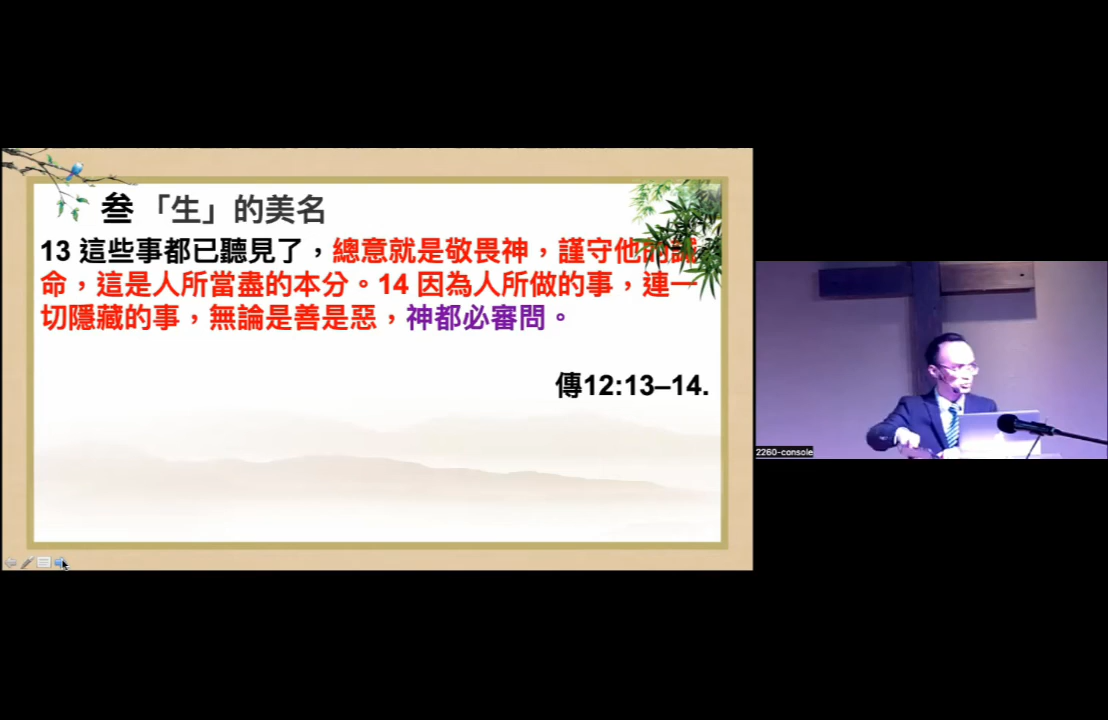 叁 「生」的美名
13 這些事都已聽見了，總意就是敬畏神，謹守他的誡
命，這是人所當盡的本分。14 因為人所做的事，連一
切隱藏的事，無論是善是惡，神都必審問。
傳12:13–14.
2260-console